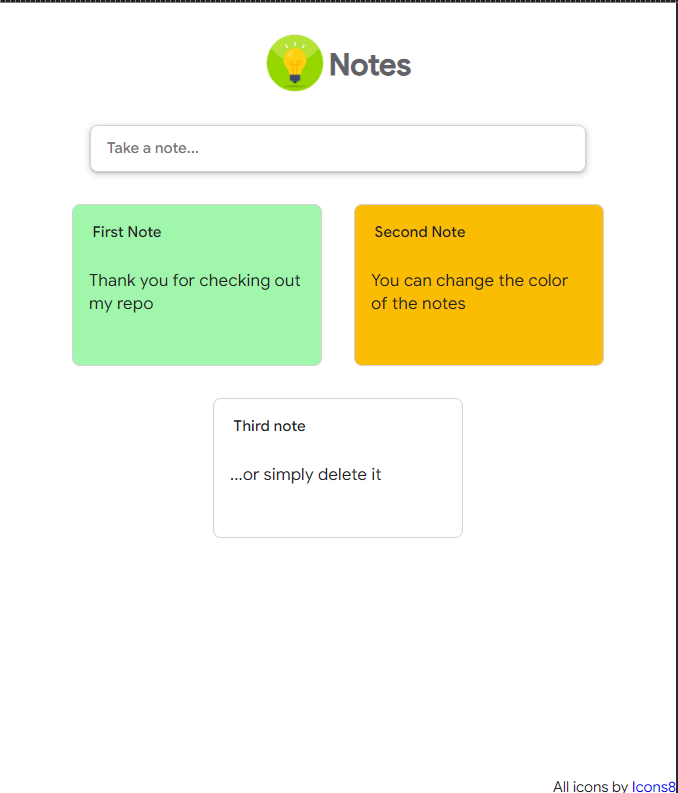 Notes
Take a note...
First Note
Thank you for checking out
my repo
Second Note
You can change the color
of the notes
Third note
...or simply delete it
All icons by Icons8